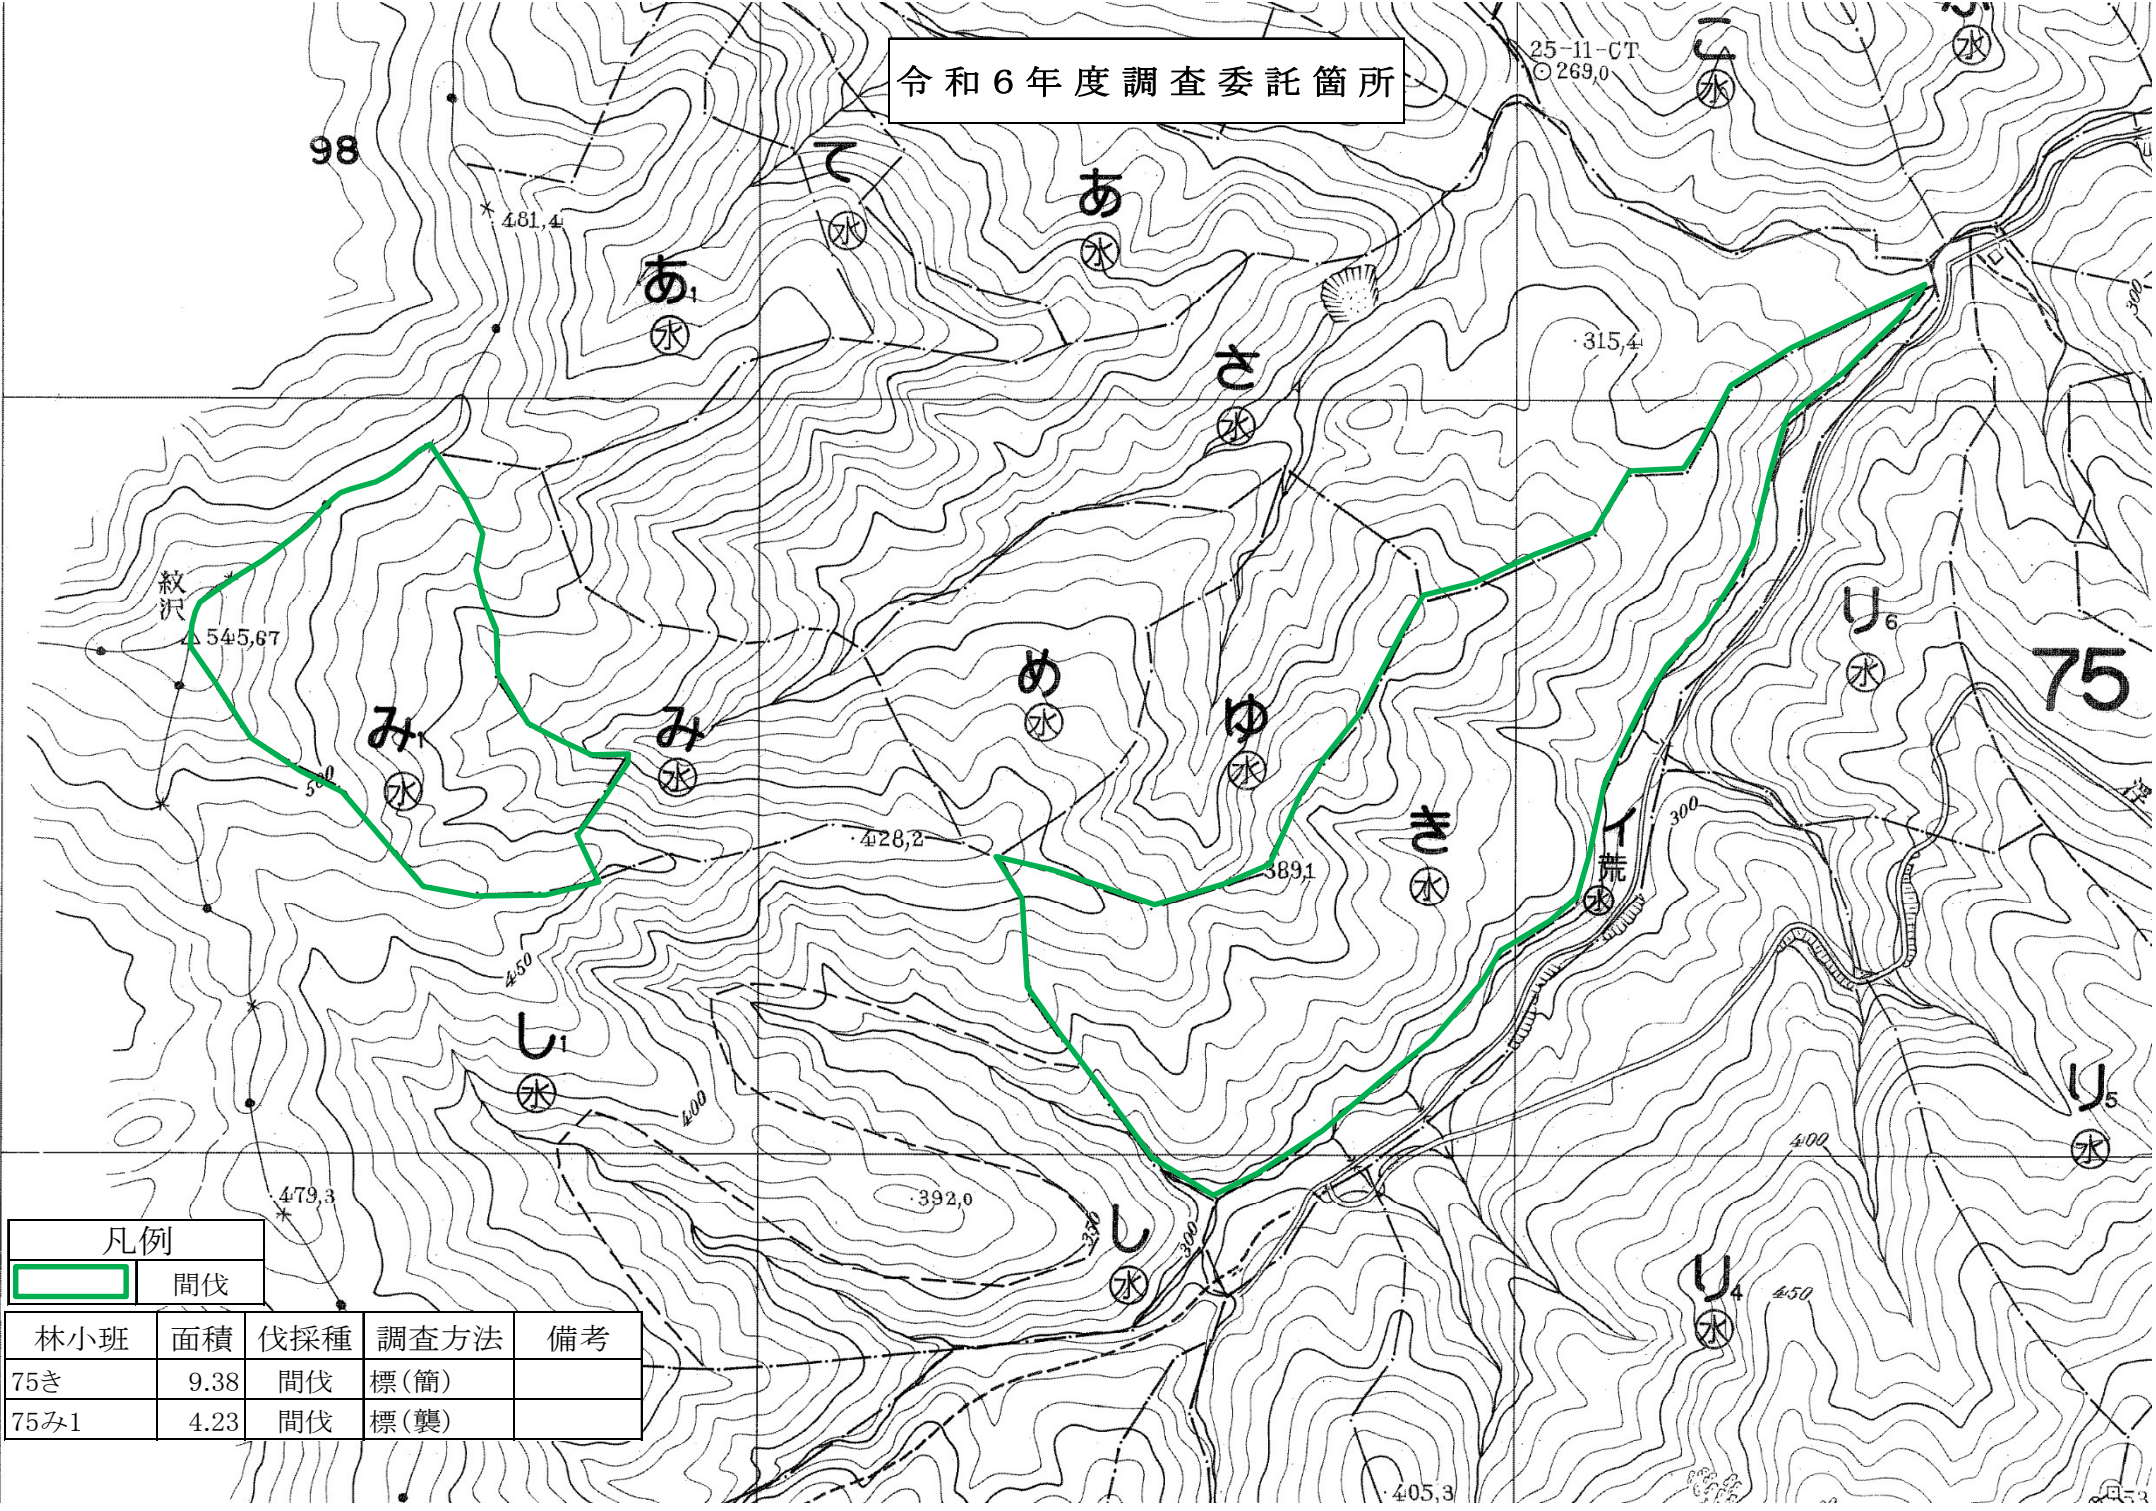 令和6年度調査委託箇所
25-11-CT
269,0
こ
水
水
98
て
水
あ
水
481,4
あ1
水
300
315,4
さ
水
紋沢
545,67
り6
水
75
め
水
ゆ
水
み1
水
み
水
500
428,2
389,1
き
水
イ
荒
水
300
450
し1
水
400
り5
水
400
479,3
392,0
350
し
水
300
り4
水
450
405,3
凡例
間伐
林小班 面積 伐採種 調査方法 備考
75き 9.38 間伐 標(簡)
75み1 4.23 間伐 標(襲)